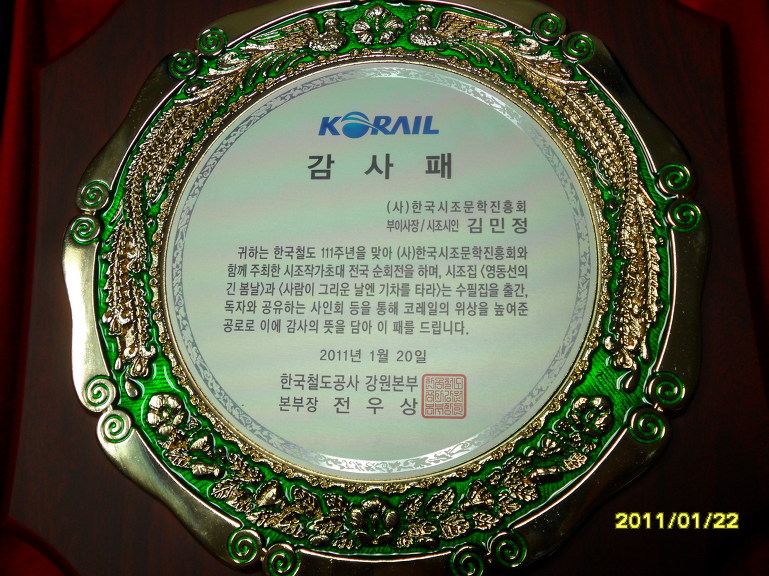 KORAIL
감 사 패
(사)한국시조문학진흥회
부이사장/시조시인 김민정
귀하는 한국철도 111주년을 맞아 (사)한국시조문학진흥회와
함께 주최한 시조작가초대 전국 순회전을 하며, 시조집 <영동선의
긴 봄날>과 <사람이 그리운 날엔 기차를 타라>는 수필집을 출간,
독자와 공유하는 사인회 등을 통해 코레일의 위상을 높여준
공로로 이에 감사의 뜻을 담아 이 패를 드립니다.
2011년 1월 20일
한국철도공사 강원본부
본부장 전우상
2011/01/22